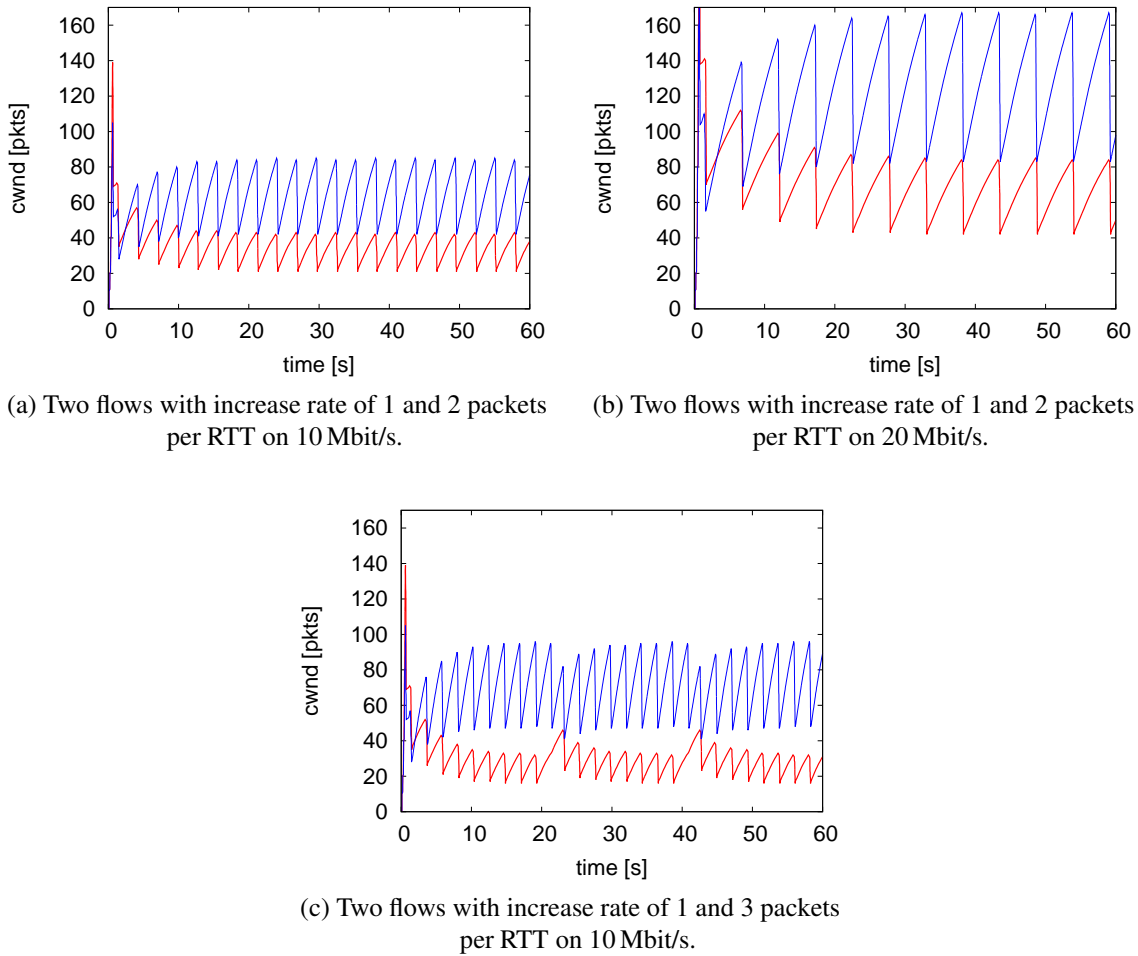 160
140
120
100
80
60
40
20
0
cwnd [pkts]
0 10 20 30 40 50 60
time [s]
(a) Two flows with increase rate of 1 and 2 packets
per RTT on 10 Mbit/s.
160
140
120
100
80
60
40
20
0
cwnd [pkts]
0 10 20 30 40 50 60
time [s]
(b) Two flows with increase rate of 1 and 2 packets
per RTT on 20 Mbit/s.
160
140
120
100
80
60
40
20
0
cwnd [pkts]
0 10 20 30 40 50 60
time [s]
(c) Two flows with increase rate of 1 and 3 packets
per RTT on 10 Mbit/s.